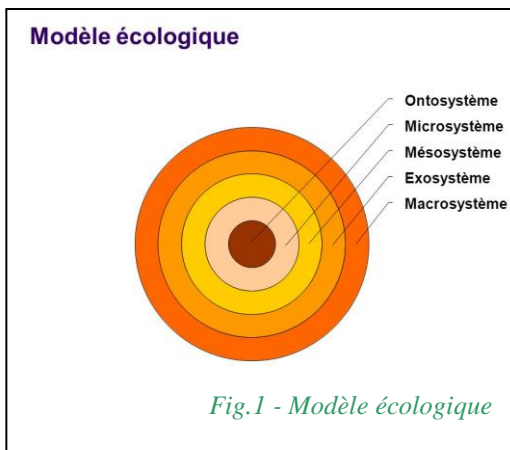 Modèle écologique
Ontosystème
Microsystème
Mésosystème
Exosystème
Macrosystème
Fig.1 - Modèle écologique